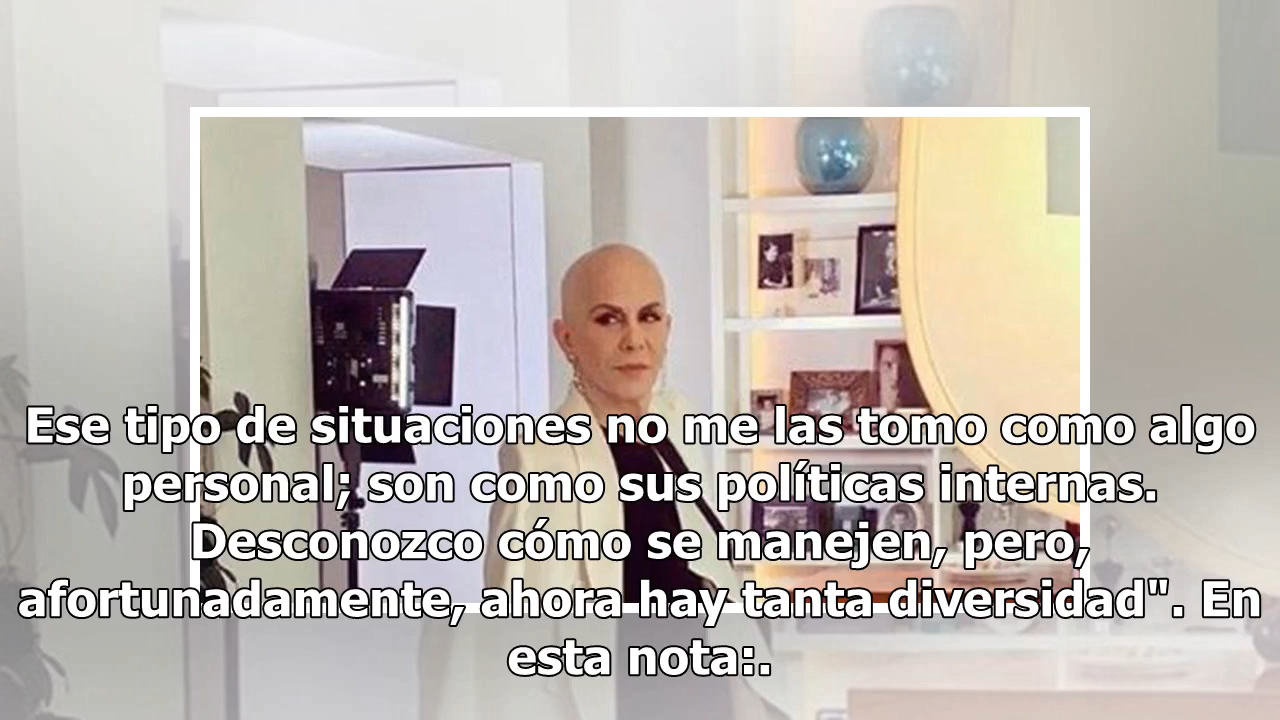 Ese tipo de situaciones no me las tomo como algo
personal; son como sus políticas internas.
Desconozco cómo se manejen, pero,
afortunadamente, ahora hay tanta diversidad". En
esta nota:.